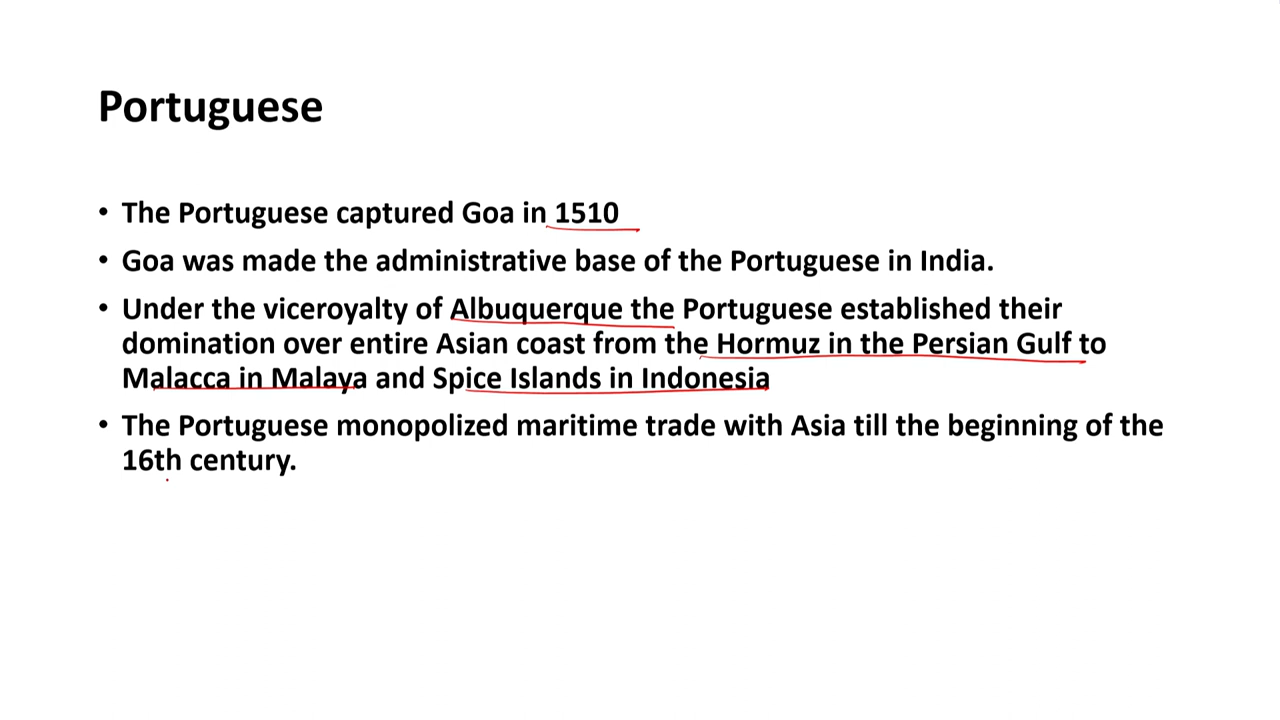 Portuguese
• The Portuguese captured Goa in 1510
• Goa was made the administrative base of the Portuguese in India.
• Under the viceroyalty of Albuquerque the Portuguese established their
domination over entire Asian coast from the Hormuz in the Persian Gulf to
Malacca in Malaya and Spice Islands in Indonesia
• The Portuguese monopolized maritime trade with Asia till the beginning of the
16th century.